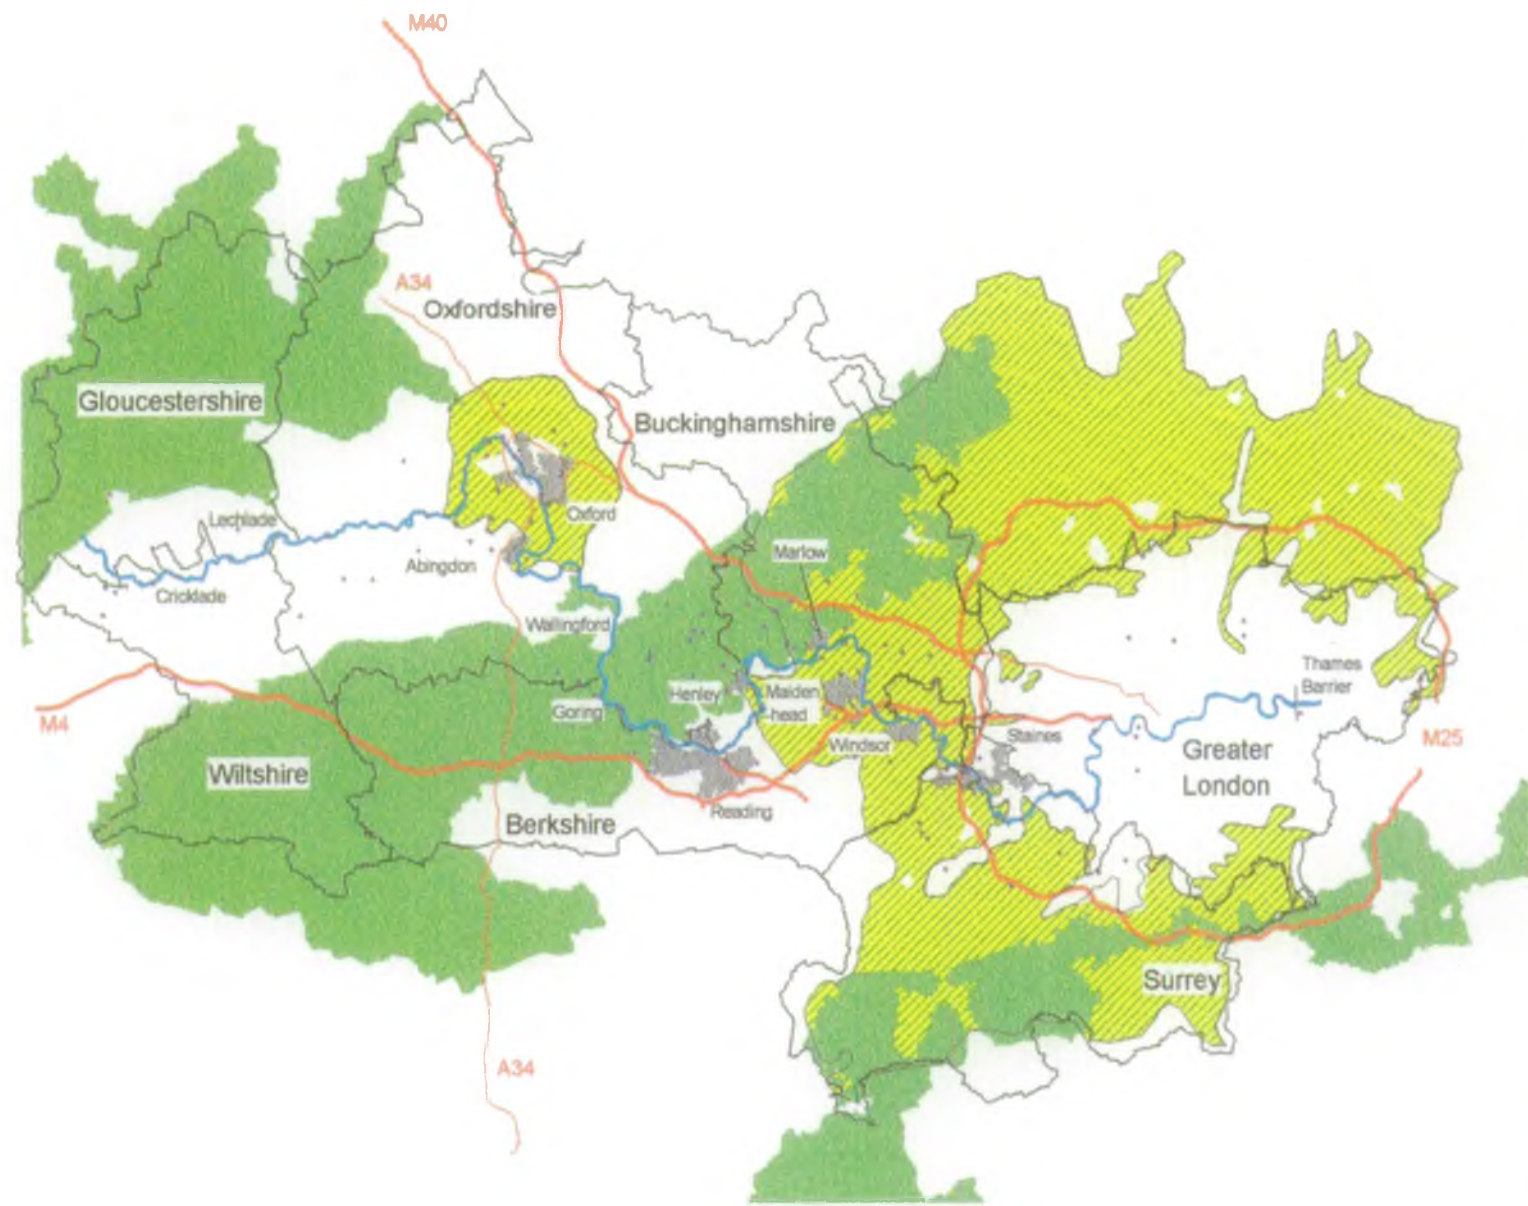 M40
A34
Oxfordshire
Gloucestershire
Buckinghamshire
Lechlade
Oxford
Marlow
Abingdon
Cricklade
Wallingford
Thames
Barrier
Henley
Maiden
-head
Goring
M4
Staines
Windsor
M25
Greater
London
Wiltshire
Reading
Berkshire
Surrey
A34